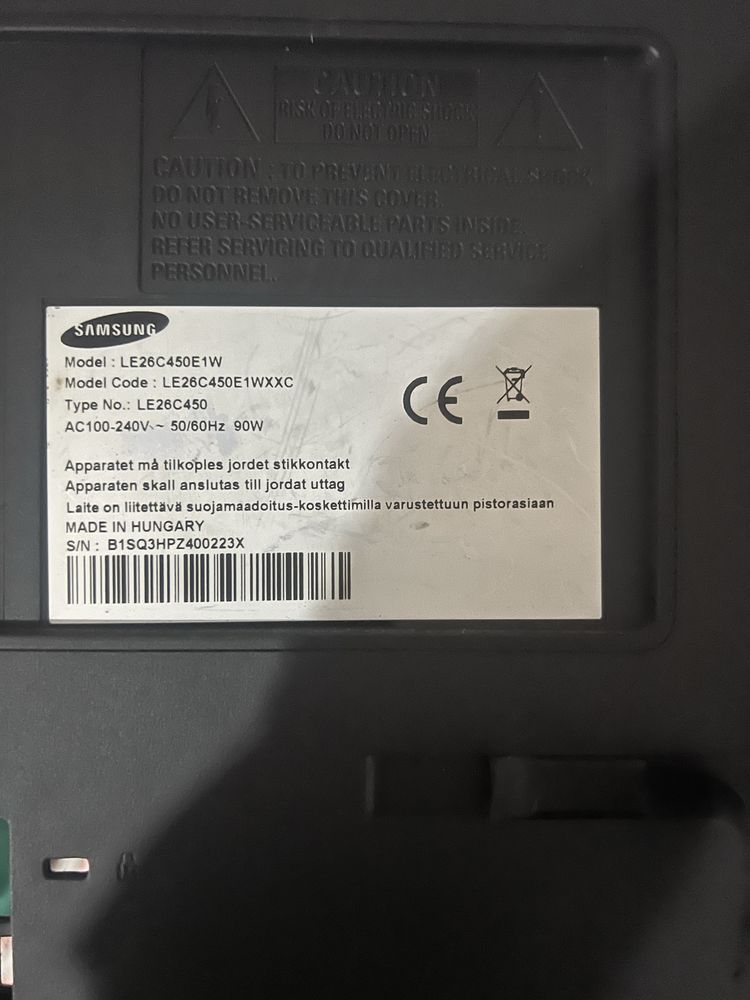 CAUTION
RISK OF ELECTRIC SHOCK
DO NOT OPEN
CAUTION : TO PREVENT ELECTRICAL SHOCK,
DO NOT REMOVE THIS COVER.
NO USER-SERVICEABLE PARTS INSIDE.
REFER SERVICING TO QUALIFIED SERVICE
PERSONNEL.
SAMSUNG
Model : LE26C450E1W
Model Code : LE26C450E1WXXC
Type No.: LE26C450
AC100-240V~ 50/60Hz 90W
CE
Apparatet må tilkoples jordet stikkontakt
Apparaten skall anslutas till jordat uttag
Laite on liitettävä suojamaadoitus-koskettimilla varustettuun pistorasiaan
MADE IN HUNGARY
S/N : B1SQ3HPZ400223X